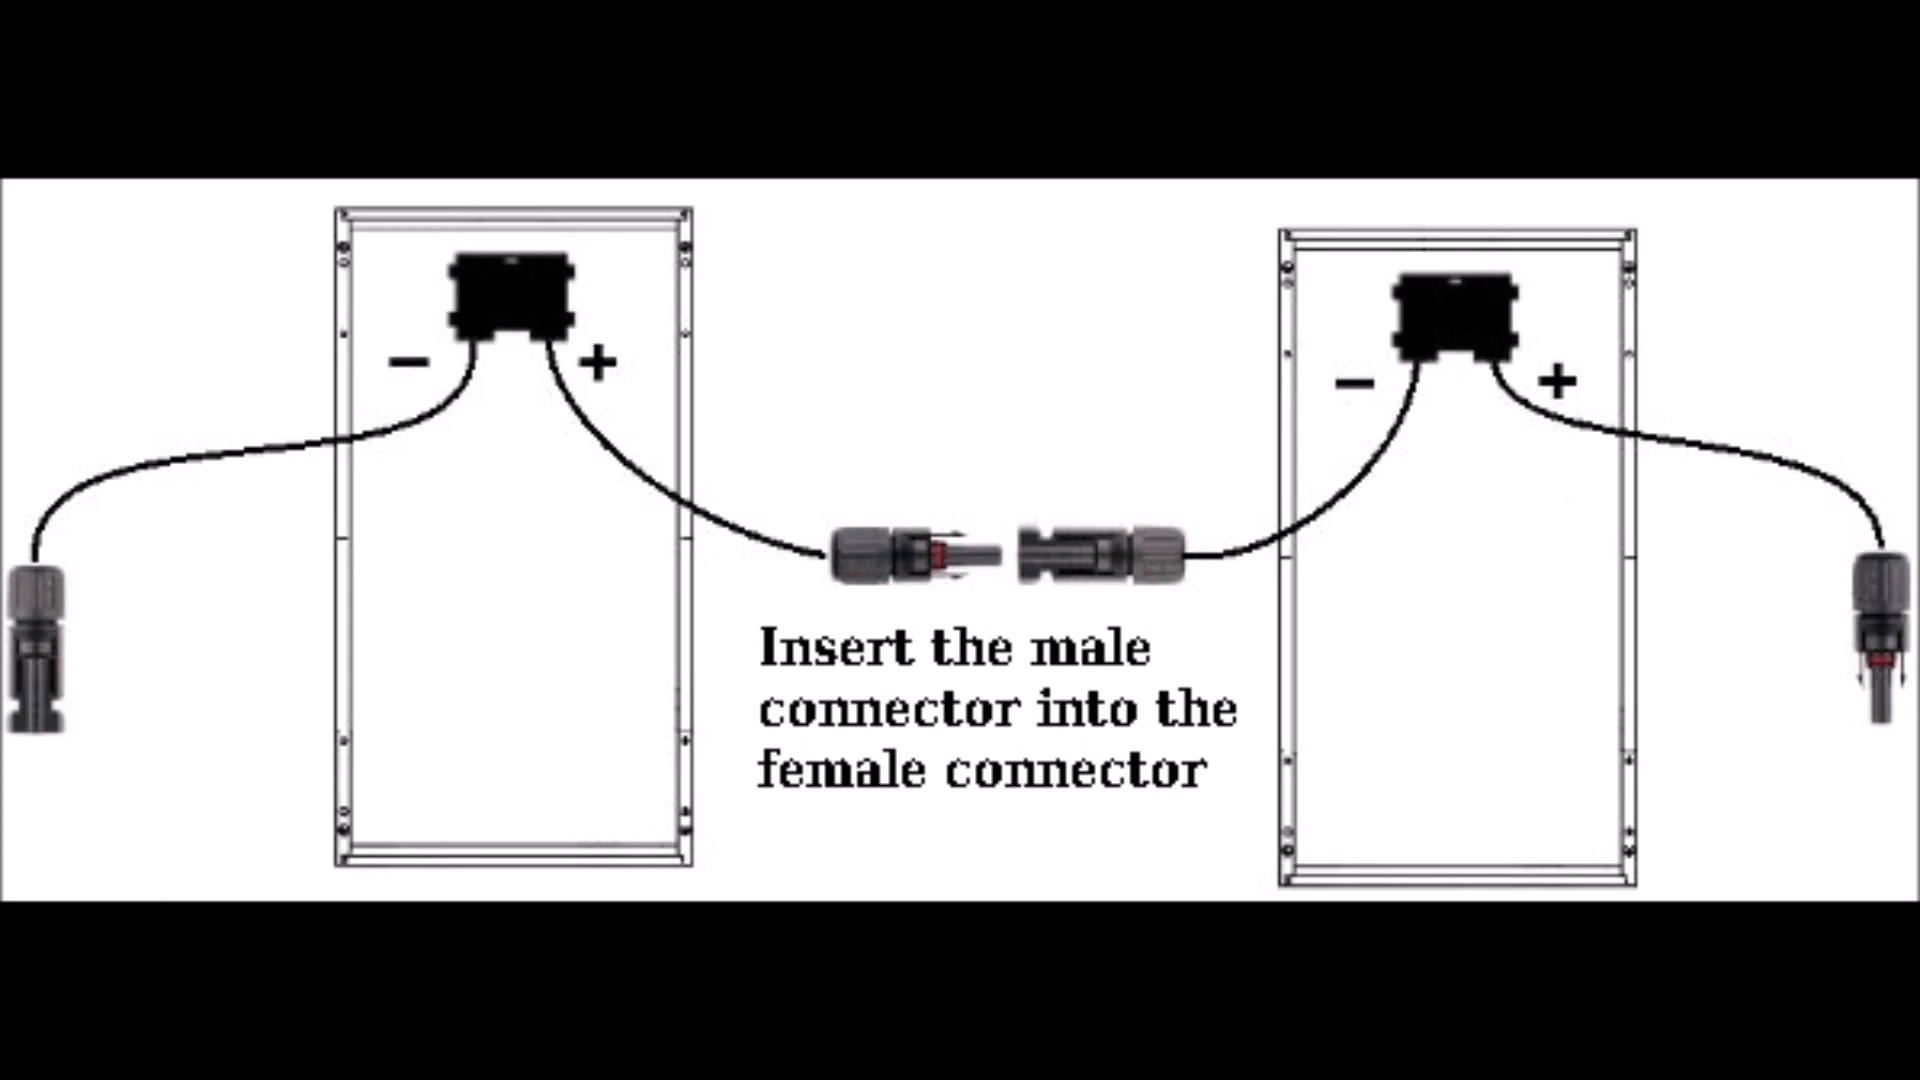 − +
− +
Insert the male
connector into the
female connector